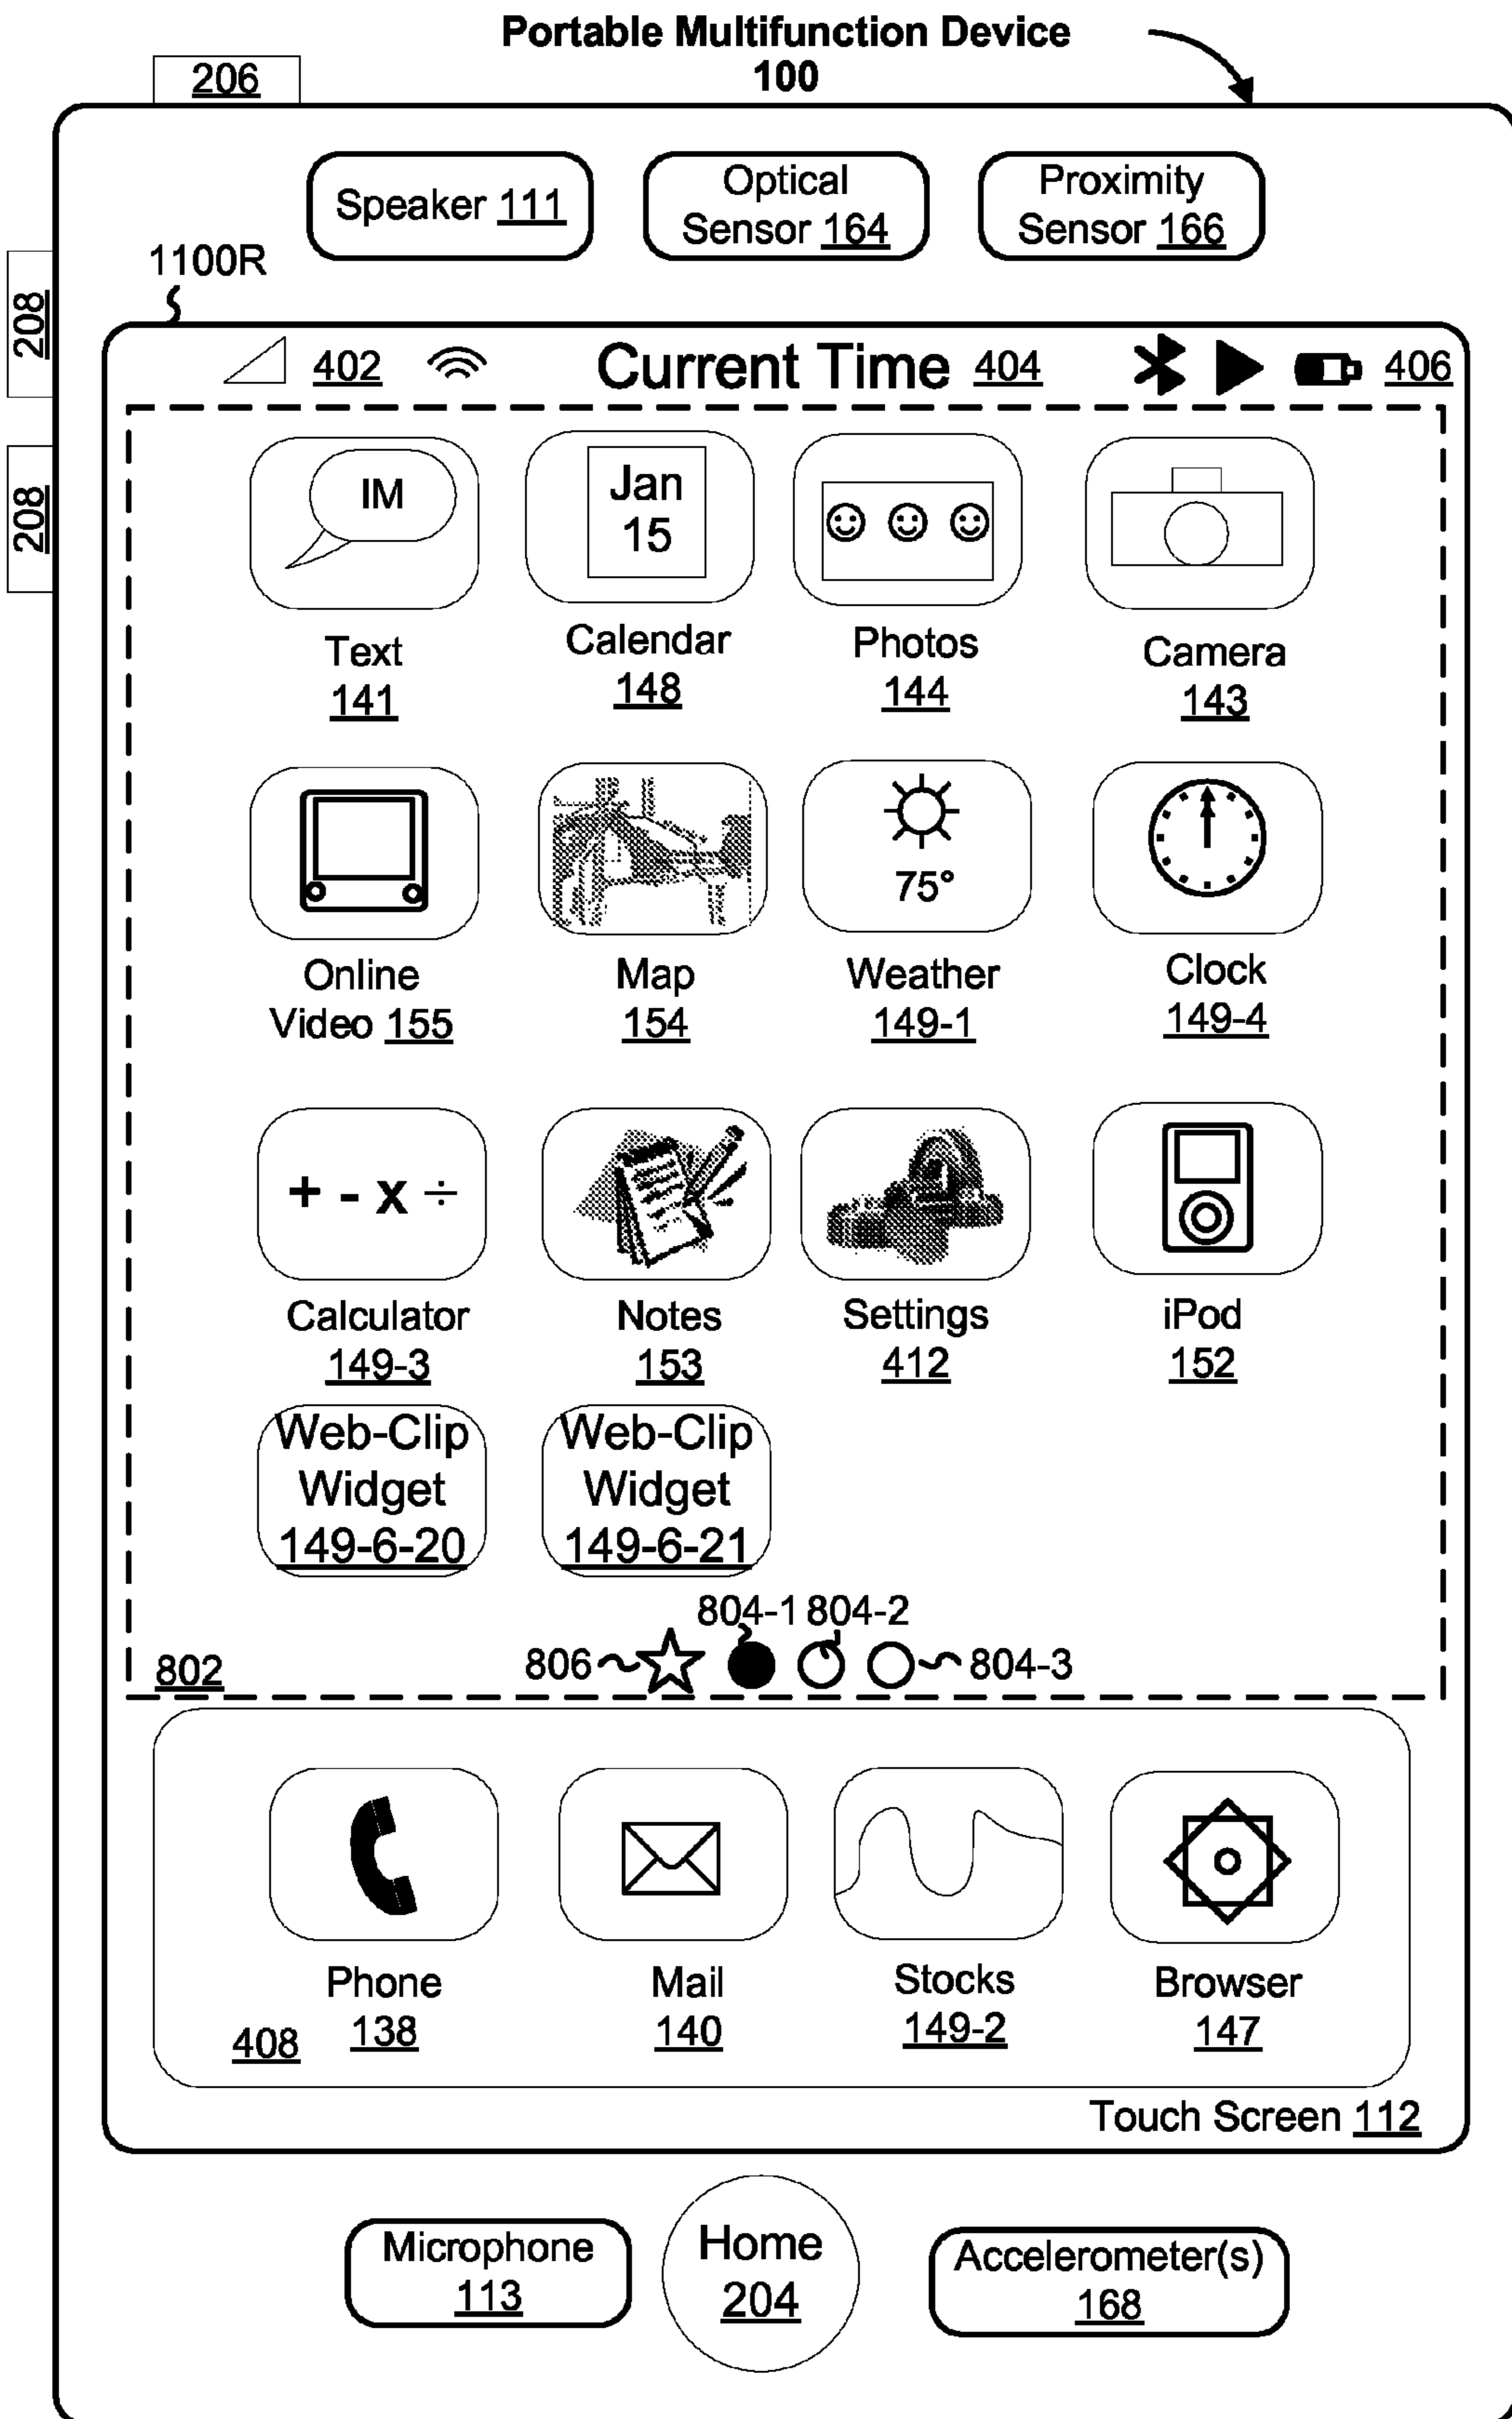 Portable Multifunction Device
100
206
Speaker 111
Optical
Sensor 164
Proximity
Sensor 166
1100R
208
208
402
Current Time 404
406
IM
Jan
15
Text
141
Calendar
148
Photos
144
Camera
143
75°
Online
Video 155
Map
154
Weather
149-1
Clock
149-4
+ - x ÷
Calculator
149-3
Notes
153
Settings
412
iPod
152
Web-Clip
Widget
149-6-20
Web-Clip
Widget
149-6-21
804-1 804-2
806
804-3
802
Phone
138
Mail
140
Stocks
149-2
Browser
147
408
Touch Screen 112
Microphone
113
Home
204
Accelerometer(s)
168